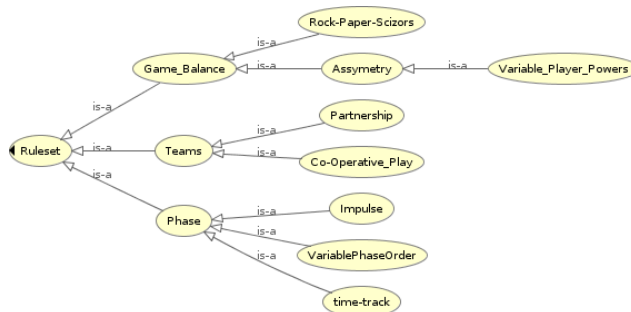 Rock-Paper-Scizors
is-a
Game_Balance
is-a
Assymetry
is-a
Variable_Player_Powers
is-a
Partnership
is-a
Ruleset
is-a
Teams
is-a
Co-Operative_Play
is-a
Impulse
Phase
is-a
is-a
VariablePhaseOrder
is-a
time-track